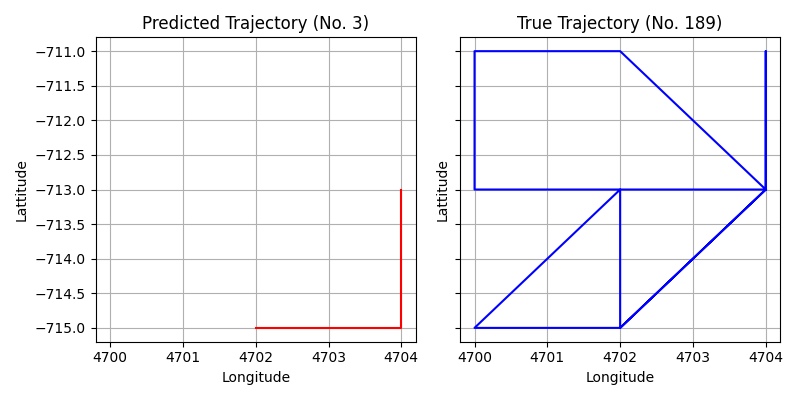 Predicted Trajectory (No. 3)
True Trajectory (No. 189)
Lattitude
−711.0
−711.5
−712.0
−712.5
−713.0
−713.5
−714.0
−714.5
−715.0
4700 4701 4702 4703 4704
Longitude
Lattitude
4700 4701 4702 4703 4704
Longitude